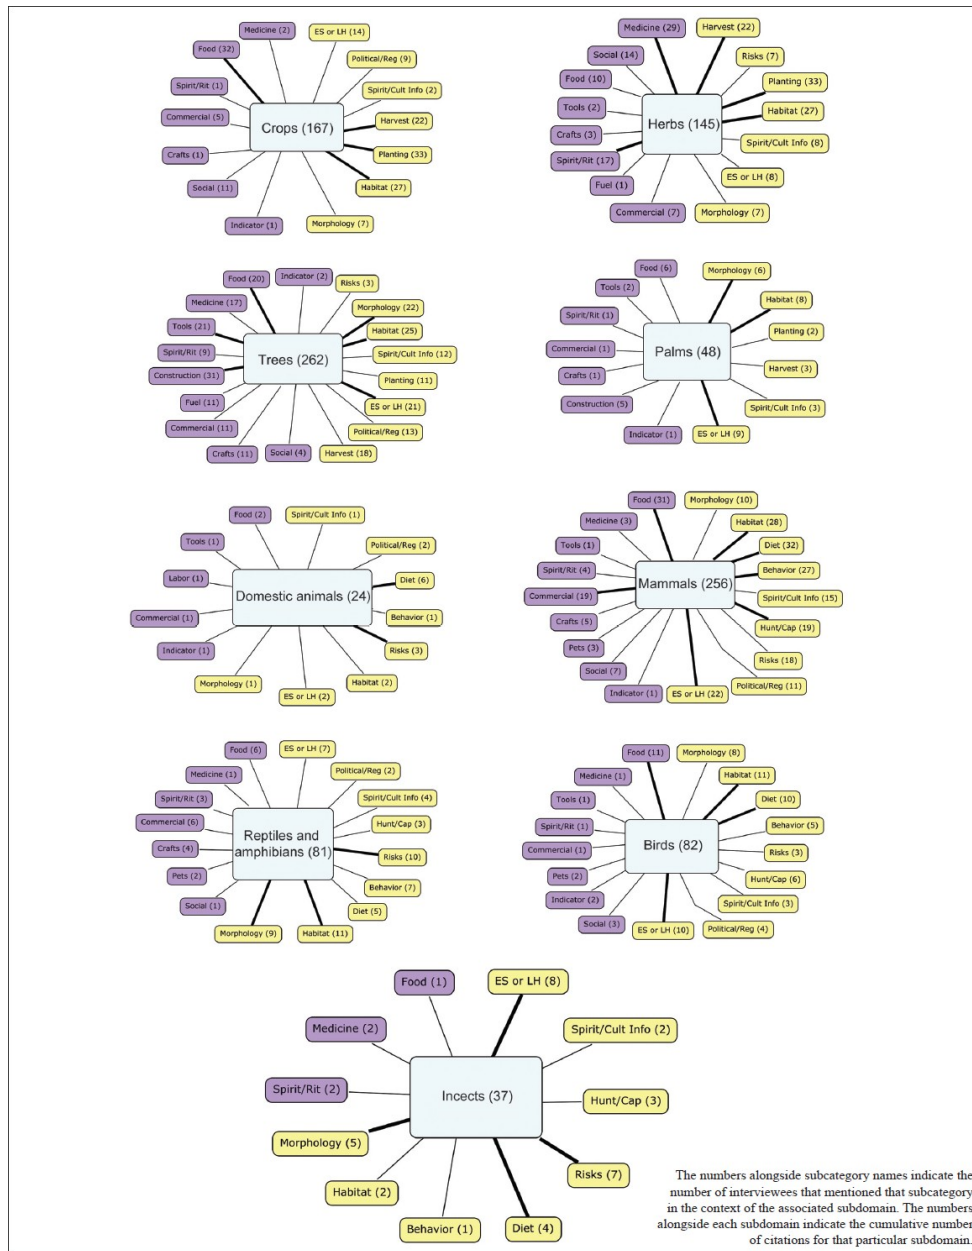 Medicine (2)
ES or LH (14)
Food (32)
Political/Reg (9)
Spirit/Rit (1)
Spirit/Cult Info (2)
Commercial (5)
Crops (167)
Harvest (22)
Crafts (1)
Planting (33)
Social (11)
Habitat (27)
Indicator (1)
Morphology (7)
Medicine (29)
Harvest (22)
Social (14)
Risks (7)
Food (10)
Planting (33)
Tools (2)
Herbs (145)
Habitat (27)
Crafts (3)
Spirit/Cult Info (8)
Spirit/Rit (17)
Fuel (1)
ES or LH (8)
Commercial (7)
Morphology (7)
Food (20)
Indicator (2)
Risks (3)
Medicine (17)
Morphology (22)
Tools (21)
Habitat (25)
Spirit/Rit (9)
Trees (262)
Spirit/Cult Info (12)
Construction (31)
Planting (11)
Fuel (11)
ES or LH (21)
Commercial (11)
Political/Reg (13)
Crafts (11)
Social (4)
Harvest (18)
Food (6)
Morphology (6)
Tools (2)
Habitat (8)
Spirit/Rit (1)
Planting (2)
Commercial (1)
Palms (48)
Harvest (3)
Crafts (1)
Construction (5)
Spirit/Cult Info (3)
Indicator (1)
ES or LH (9)
Food (2)
Spirit/Cult Info (1)
Tools (1)
Political/Reg (2)
Labor (1)
Diet (6)
Domestic animals (24)
Commercial (1)
Behavior (1)
Indicator (1)
Risks (3)
Morphology (1)
ES or LH (2)
Habitat (2)
Food (31)
Morphology (10)
Medicine (3)
Habitat (28)
Tools (1)
Diet (32)
Spirit/Rit (4)
Mammals (256)
Behavior (27)
Commercial (19)
Spirit/Cult Info (15)
Crafts (5)
Hunt/Cap (19)
Pets (3)
Risks (18)
Social (7)
Political/Reg (11)
Indicator (1)
ES or LH (22)
Food (6)
ES or LH (7)
Medicine (1)
Political/Reg (2)
Spirit/Rit (3)
Spirit/Cult Info (4)
Commercial (6)
Hunt/Cap (3)
Reptiles and
amphibians (81)
Crafts (4)
Risks (10)
Pets (2)
Behavior (7)
Social (1)
Diet (5)
Morphology (9)
Habitat (11)
Food (11)
Morphology (8)
Medicine (1)
Habitat (11)
Tools (1)
Diet (10)
Spirit/Rit (1)
Birds (82)
Behavior (5)
Commercial (1)
Risks (3)
Pets (2)
Hunt/Cap (6)
Indicator (2)
Spirit/Cult Info (3)
Social (3)
ES or LH (10)
Political/Reg (4)
Food (1)
ES or LH (8)
Medicine (2)
Spirit/Cult Info (2)
Spirit/Rit (2)
Incects (37)
Hunt/Cap (3)
Morphology (5)
Risks (7)
Habitat (2)
Behavior (1)
Diet (4)
The numbers alongside subcategory names indicate the
number of interviewees that mentioned that subcategory
in the context of the associated subdomain. The numbers
alongside each subdomain indicate the cumulative number
of citations for that particular subdomain.